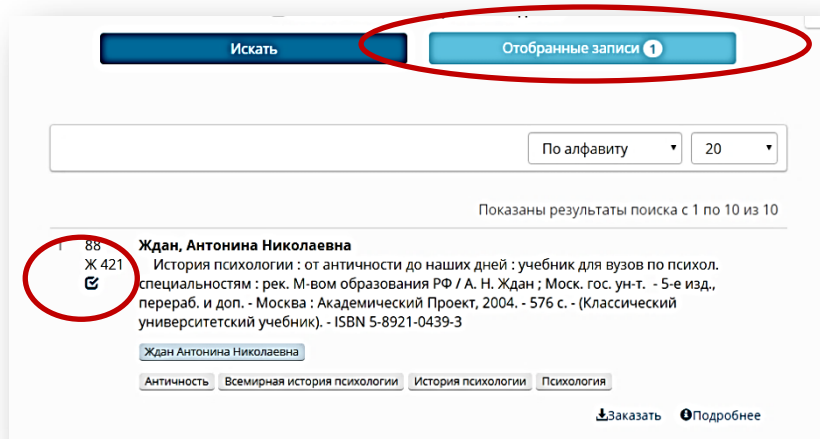 Искать
Отобранные записи 1
По алфавиту
20
Показаны результаты поиска с 1 по 10 из 10
1 88 Ждан, Антонина Николаевна
Ж 421 История психологии : от античности до наших дней : учебник для вузов по психол.
специальностям : рек. М-вом образования РФ / А. Н. Ждан ; Моск. гос. ун-т. - 5-е изд.,
перераб. и доп. - Москва : Академический Проект, 2004. - 576 с. - (Классический
университетский учебник). - ISBN 5-8921-0439-3
Ждан Антонина Николаевна
Античность Всемирная история психологии История психологии Психология
Заказать Подробнее